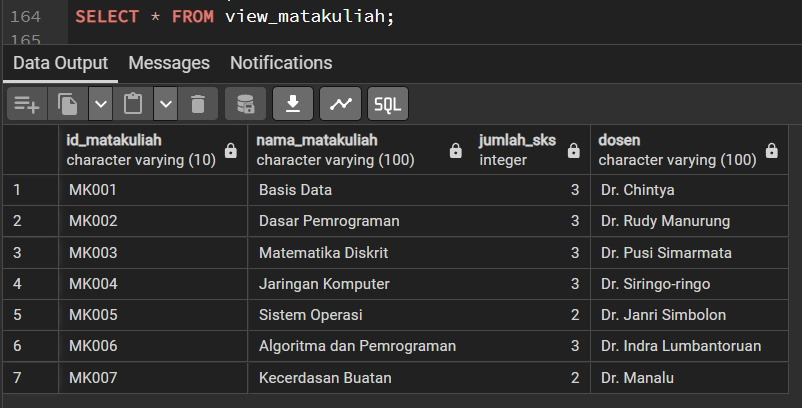 164 SELECT * FROM view_matakuliah;
165
Data Output Messages Notifications
SQL
id_matakuliah nama_matakuliah jumlah_sks dosen
character varying (10) character varying (100) integer character varying (100)
1 MK001 Basis Data 3 Dr. Chintya
2 MK002 Dasar Pemrograman 3 Dr. Rudy Manurung
3 MK003 Matematika Diskrit 3 Dr. Pusi Simarmata
4 MK004 Jaringan Komputer 3 Dr. Siringo-ringo
5 MK005 Sistem Operasi 2 Dr. Janri Simbolon
6 MK006 Algoritma dan Pemrograman 3 Dr. Indra Lumbantoruan
7 MK007 Kecerdasan Buatan 2 Dr. Manalu